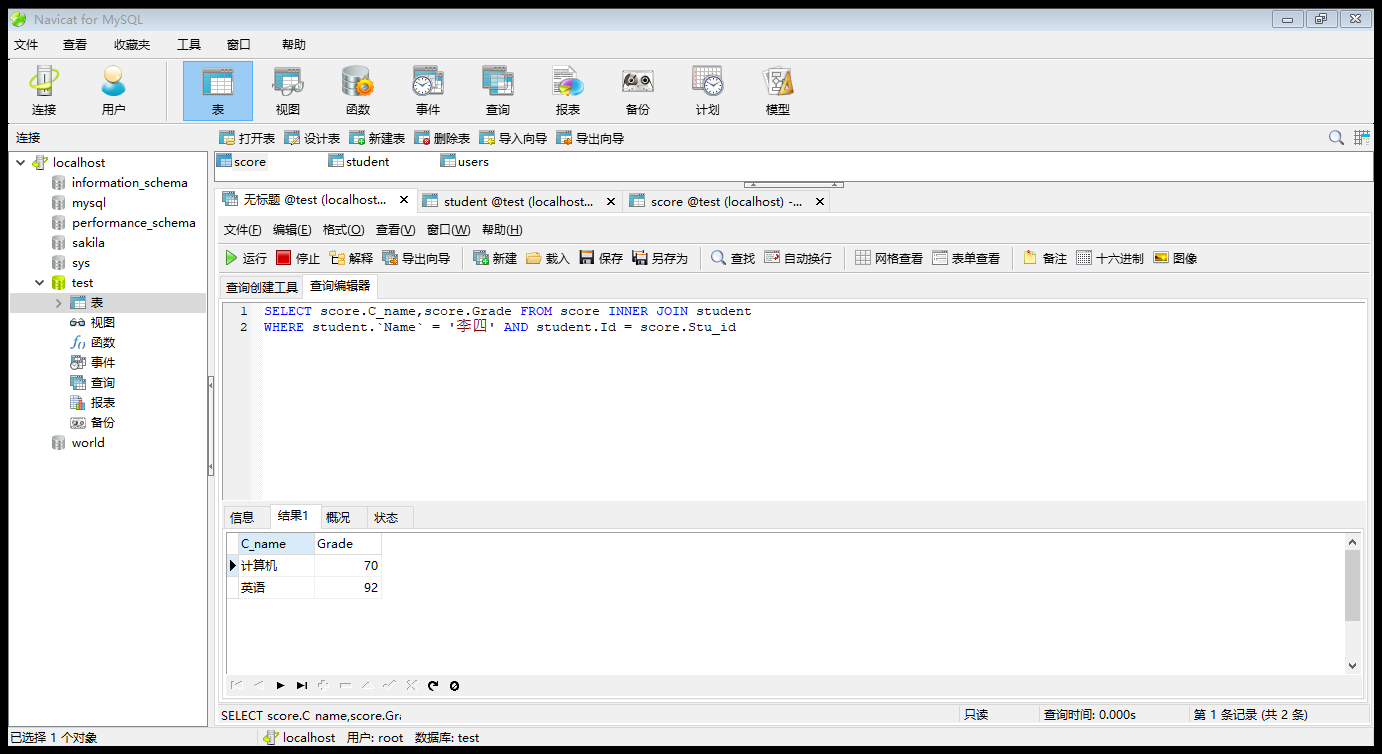 Navicat for MySQL
文件 查看 收藏夹 工具 窗口 帮助
连接 用户 表 视图 函数 事件 查询 报表 备份 计划 模型
连接
打开表 设计表 新建表 删除表 导入向导 导出向导
localhost
information_schema
mysql
performance_schema
sakila
sys
test
表
视图
函数
事件
查询
报表
备份
world
score student users
无标题 @test (localhost... student @test (localhost... score @test (localhost) -...
文件(F) 编辑(E) 格式(O) 查看(V) 窗口(W) 帮助(H)
运行 停止 解释 导出向导 新建 载入 保存 另存为 查找 自动换行 网格查看 表单查看 备注 十六进制 图像
查询创建工具 查询编辑器
1 SELECT score.C_name,score.Grade FROM score INNER JOIN student
2 WHERE student.`Name` = '李四' AND student.Id = score.Stu_id
信息 结果1 概况 状态
C_name Grade
计算机 70
英语 92
SELECT score.C_name,score.Gra 只读 查询时间: 0.000s 第 1 条记录 (共 2 条)
已选择 1 个对象 localhost 用户: root 数据库: test